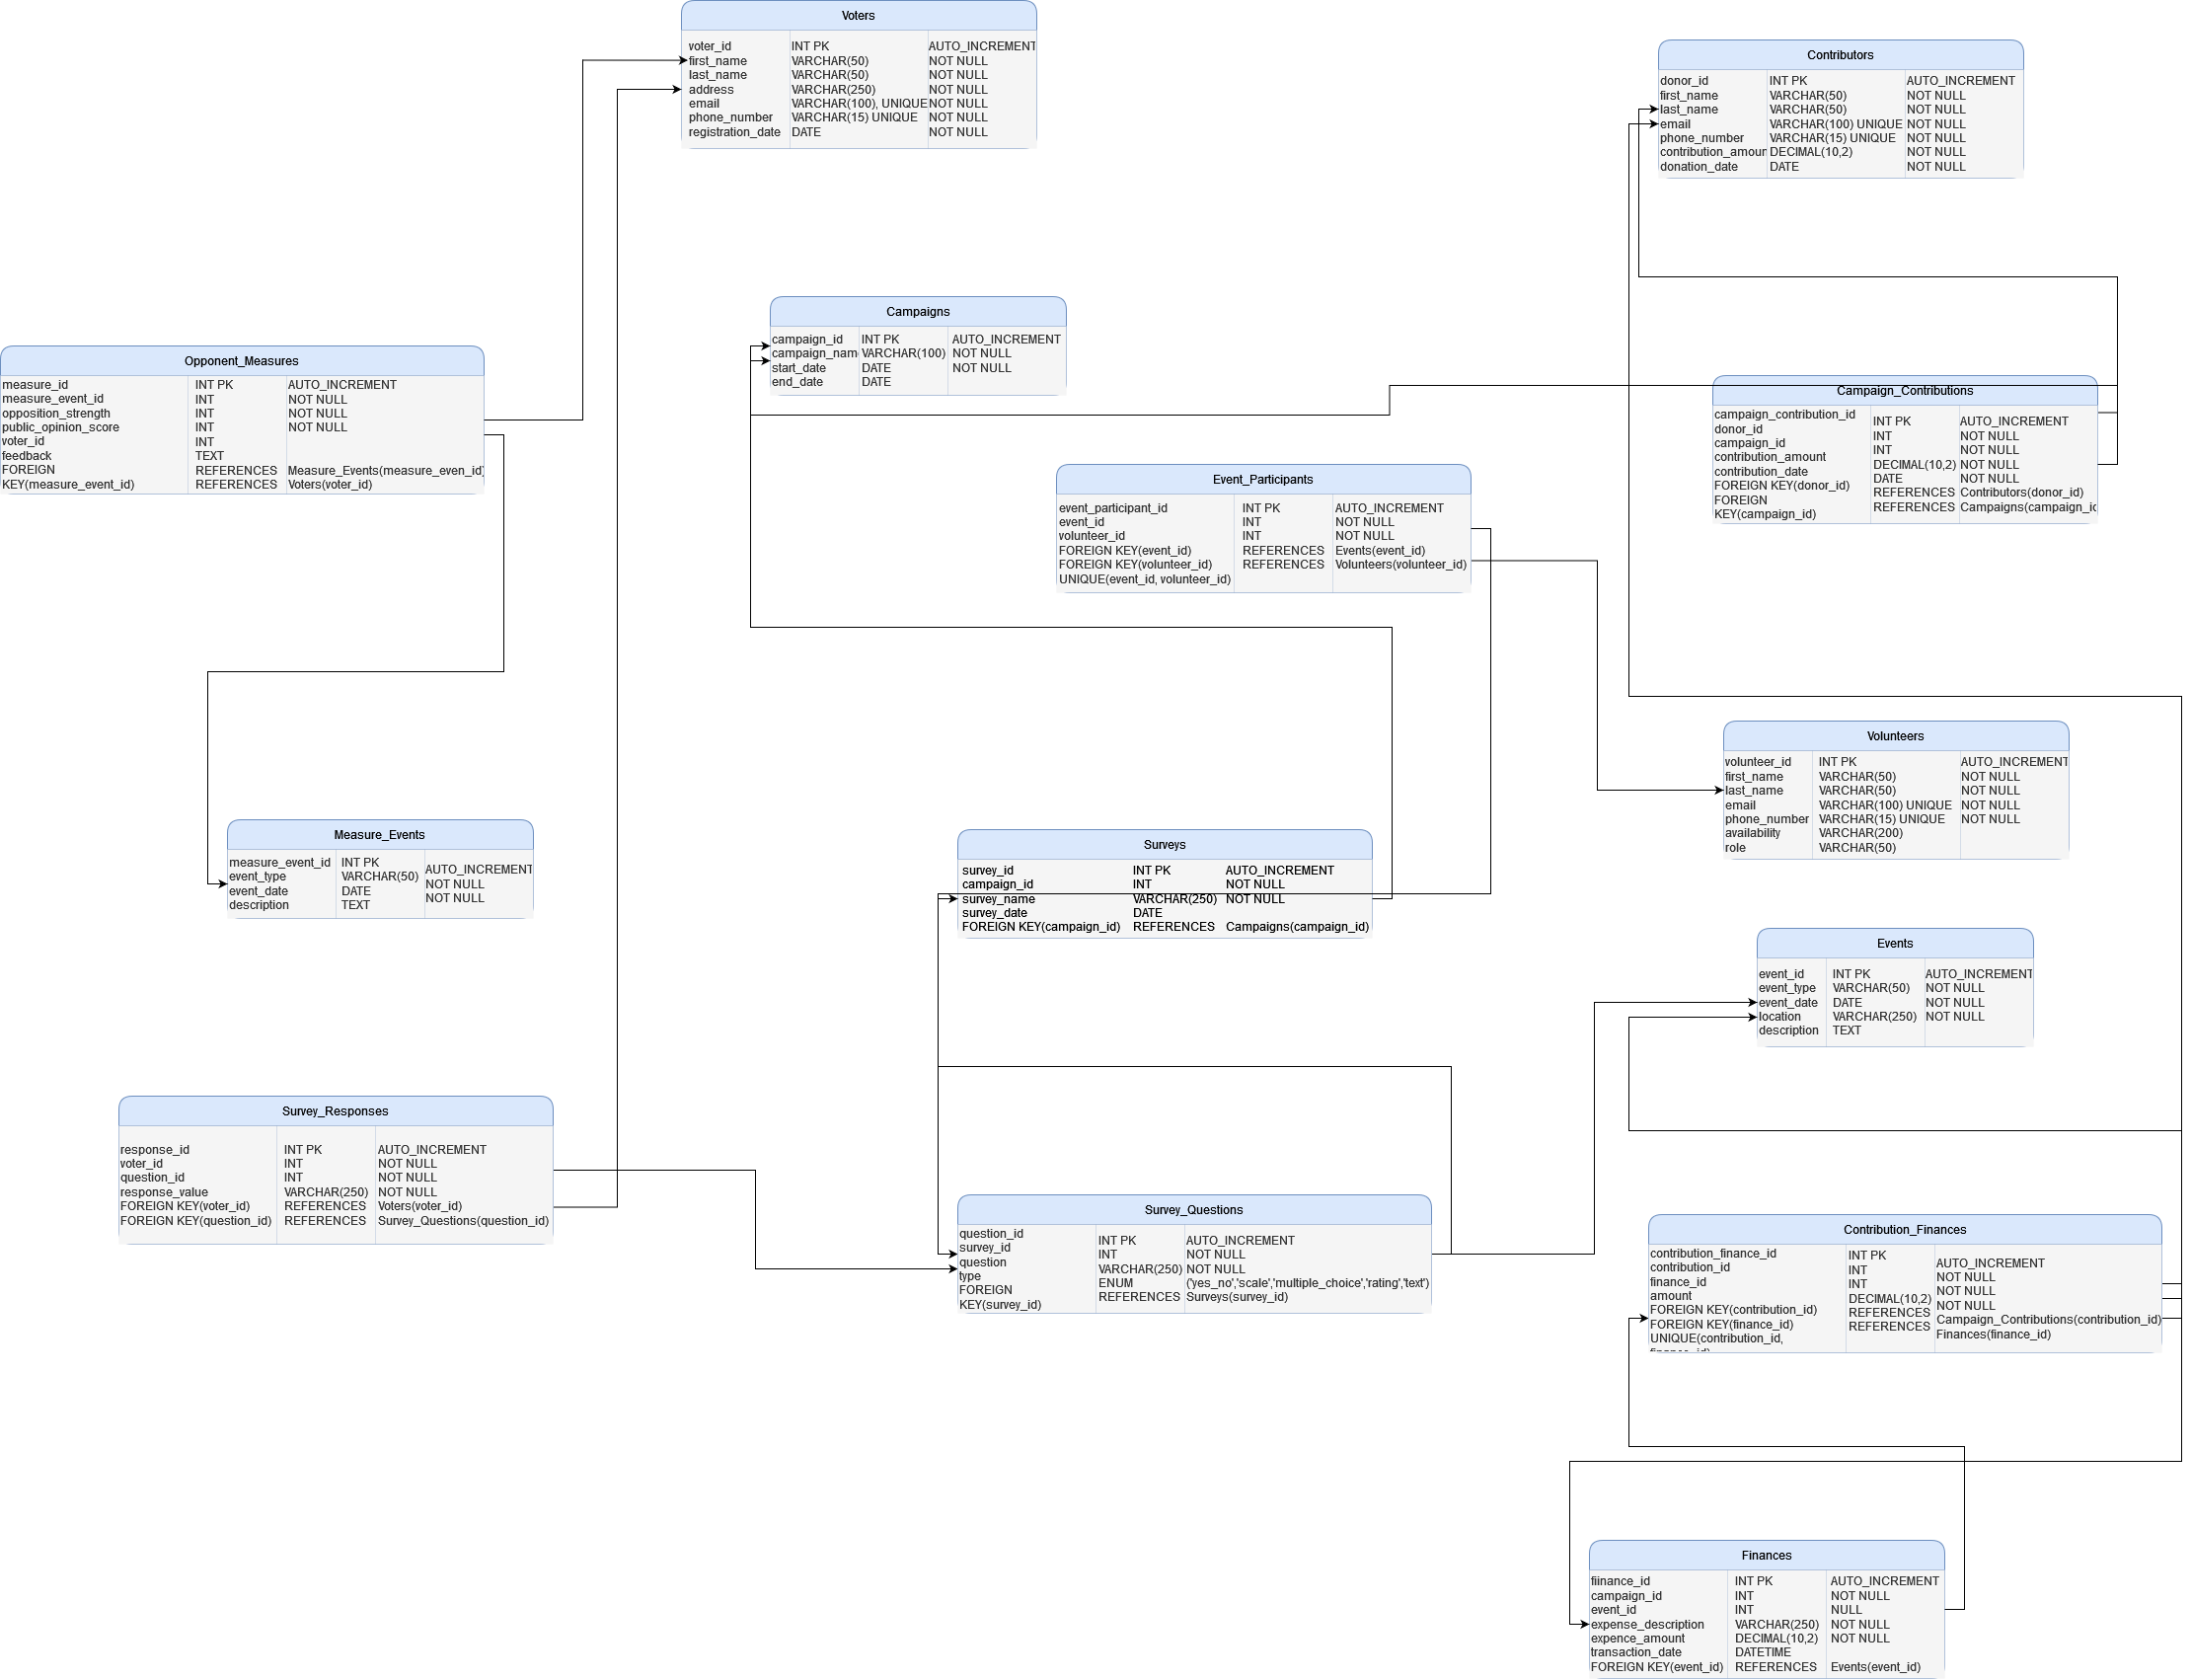 Voters
voter_id INT PK AUTO_INCREMENT
first_name VARCHAR(50) NOT NULL
last_name VARCHAR(50) NOT NULL
address VARCHAR(250) NOT NULL
email VARCHAR(100), UNIQUE NOT NULL
phone_number VARCHAR(15) UNIQUE NOT NULL
registration_date DATE NOT NULL
Contributors
donor_id INT PK AUTO_INCREMENT
first_name VARCHAR(50) NOT NULL
last_name VARCHAR(50) NOT NULL
email VARCHAR(100) UNIQUE NOT NULL
phone_number VARCHAR(15) UNIQUE NOT NULL
contribution_amoun DECIMAL(10,2) NOT NULL
donation_date DATE NOT NULL
Campaigns
campaign_id INT PK AUTO_INCREMENT
campaign_nam VARCHAR(100) NOT NULL
start_date DATE NOT NULL
end_date DATE
Opponent_Measures
measure_id INT PK AUTO_INCREMENT
measure_event_id INT NOT NULL
opposition_strength INT NOT NULL
public_opinion_score INT NOT NULL
voter_id INT
feedback TEXT
FOREIGN REFERENCES Measure_Events(measure_even_id)
KEY(measure_event_id) REFERENCES Voters(voter_id)
Campaign_Contributions
campaign_contribution_id
donor_id
campaign_id
contribution_amount
contribution_date
FOREIGN KEY(donor_id)
FOREIGN
KEY(campaign_id)
INT PK AUTO_INCREMENT
INT NOT NULL
INT NOT NULL
DECIMAL(10,2) NOT NULL
DATE NOT NULL
REFERENCES Contributors(donor_id)
REFERENCES Campaigns(campaign_id
Event_Participants
event_participant_id INT PK AUTO_INCREMENT
event_id INT NOT NULL
volunteer_id INT NOT NULL
FOREIGN KEY(event_id) REFERENCES Events(event_id)
FOREIGN KEY(volunteer_id) REFERENCES Volunteers(volunteer_id)
UNIQUE(event_id, volunteer_id)
Volunteers
volunteer_id INT PK AUTO_INCREMENT
first_name VARCHAR(50) NOT NULL
last_name VARCHAR(50) NOT NULL
email VARCHAR(100) UNIQUE NOT NULL
phone_number VARCHAR(15) UNIQUE NOT NULL
availability VARCHAR(200)
role VARCHAR(50)
Measure_Events
measure_event_id INT PK
event_type VARCHAR(50)
event_date DATE
description TEXT
AUTO_INCREMENT
NOT NULL
NOT NULL
Surveys
survey_id INT PK AUTO_INCREMENT
campaign_id INT NOT NULL
survey_name VARCHAR(250) NOT NULL
survey_date DATE
FOREIGN KEY(campaign_id) REFERENCES Campaigns(campaign_id)
Events
event_id INT PK AUTO_INCREMENT
event_type VARCHAR(50) NOT NULL
event_date DATE NOT NULL
location VARCHAR(250) NOT NULL
description TEXT
Survey_Responses
response_id INT PK AUTO_INCREMENT
voter_id INT NOT NULL
question_id INT NOT NULL
response_value VARCHAR(250) NOT NULL
FOREIGN KEY(voter_id) REFERENCES Voters(voter_id)
FOREIGN KEY(question_id) REFERENCES Survey_Questions(question_id)
Survey_Questions
question_id
survey_id
question
type
FOREIGN
KEY(survey_id)
INT PK AUTO_INCREMENT
INT NOT NULL
VARCHAR(250) NOT NULL
ENUM ('yes_no','scale','multiple_choice','rating','text')
REFERENCES Surveys(survey_id)
Contribution_Finances
contribution_finance_id
contribution_id
finance_id
amount
FOREIGN KEY(contribution_id)
FOREIGN KEY(finance_id)
UNIQUE(contribution_id,
finance_id)
INT PK
INT
INT
DECIMAL(10,2)
REFERENCES
REFERENCES
AUTO_INCREMENT
NOT NULL
NOT NULL
NOT NULL
Campaign_Contributions(contribution_id)
Finances(finance_id)
Finances
fiinance_id INT PK AUTO_INCREMENT
campaign_id INT NOT NULL
event_id INT NULL
expense_description VARCHAR(250) NOT NULL
expence_amount DECIMAL(10,2) NOT NULL
transaction_date DATETIME
FOREIGN KEY(event_id) REFERENCES Events(event_id)